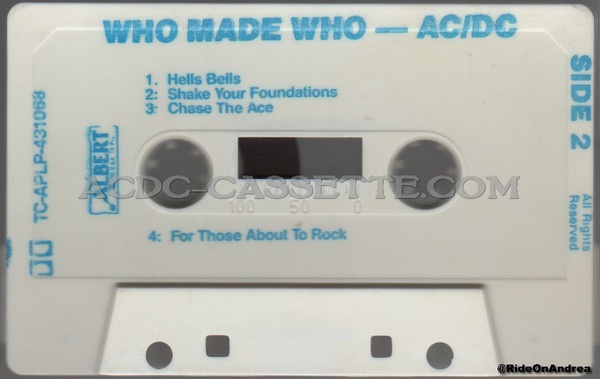 WHO MADE WHO — AC/DC
1. Hells Bells
2: Shake Your Foundations
3: Chase The Ace
SIDE 2
TC-APLP-431068
ALBERT
ACDC-CASSETTE.COM
100 50 0
All Rights
Reserved
4: For Those About To Rock
@RideOnAndrea